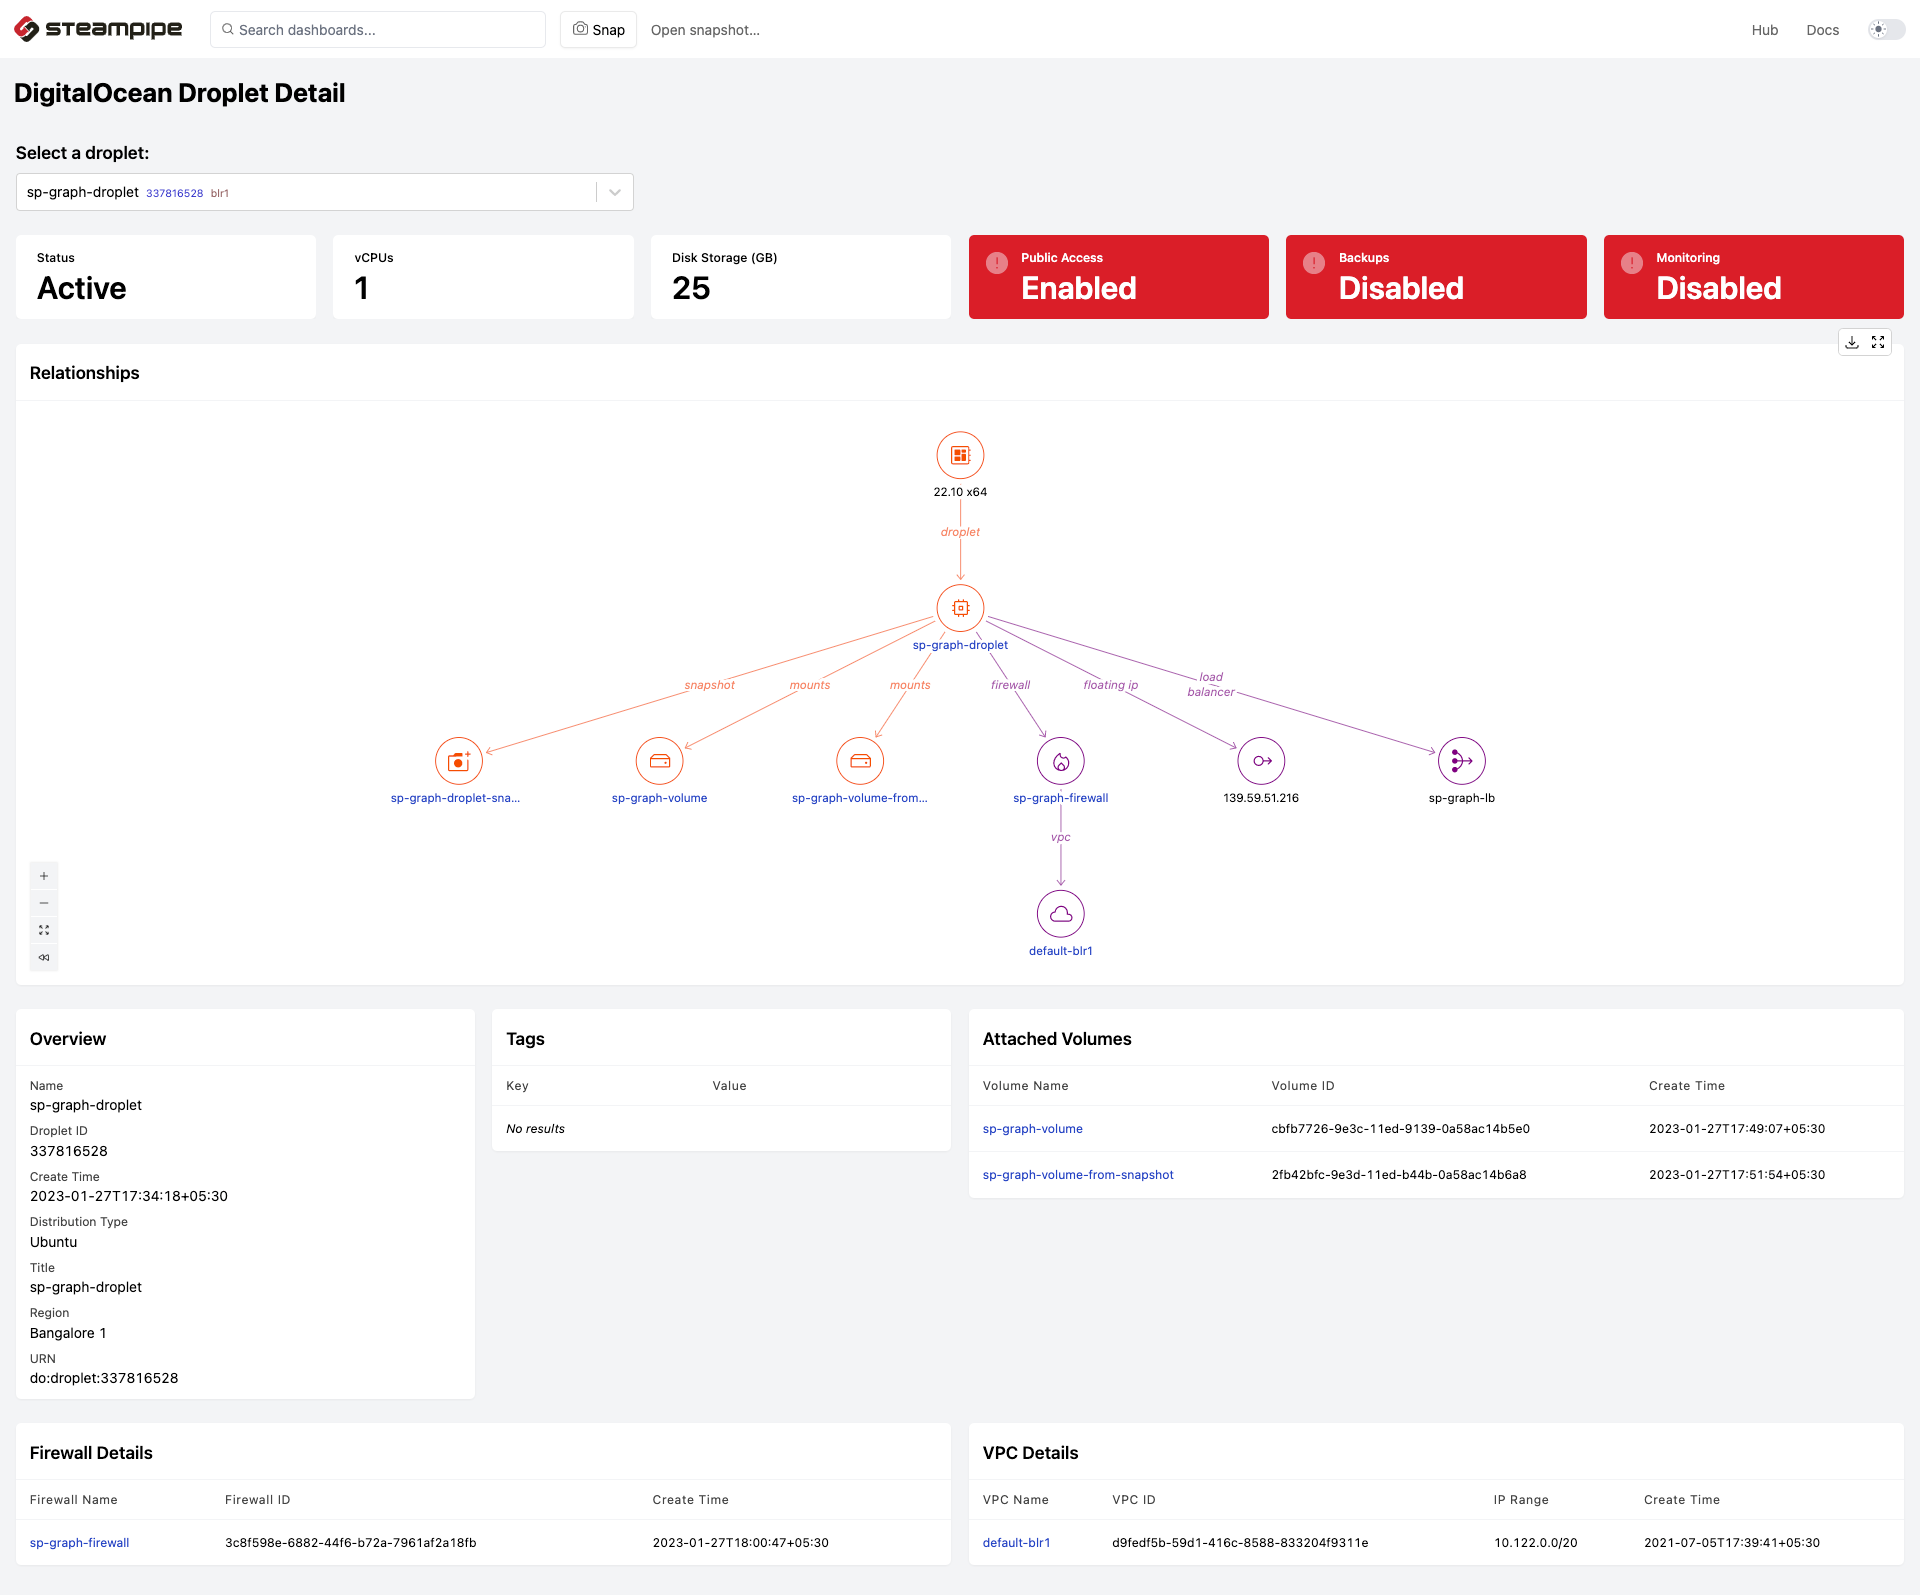 STEAMPIPE
Search dashboards...
Snap
Open snapshot...
Hub
Docs
DigitalOcean Droplet Detail
Select a droplet:
sp-graph-droplet 337816528 blr1
Status
Active
vCPUs
1
Disk Storage (GB)
25
Public Access
Enabled
Backups
Disabled
Monitoring
Disabled
Relationships
22.10 x64
droplet
sp-graph-droplet
snapshot
mounts
mounts
firewall
floating ip
load
balancer
sp-graph-droplet-sna...
sp-graph-volume
sp-graph-volume-from...
sp-graph-firewall
139.59.51.216
sp-graph-lb
vpc
default-blr1
Overview
Name
sp-graph-droplet
Droplet ID
337816528
Create Time
2023-01-27T17:34:18+05:30
Distribution Type
Ubuntu
Title
sp-graph-droplet
Region
Bangalore 1
URN
do:droplet:337816528
Tags
Key Value
No results
Attached Volumes
Volume Name Volume ID Create Time
sp-graph-volume cbfb7726-9e3c-11ed-9139-0a58ac14b5e0 2023-01-27T17:49:07+05:30
sp-graph-volume-from-snapshot 2fb42bfc-9e3d-11ed-b44b-0a58ac14b6a8 2023-01-27T17:51:54+05:30
Firewall Details
Firewall Name Firewall ID Create Time
sp-graph-firewall 3c8f598e-6882-44f6-b72a-7961af2a18fb 2023-01-27T18:00:47+05:30
VPC Details
VPC Name VPC ID IP Range Create Time
default-blr1 d9fedf5b-59d1-416c-8588-833204f9311e 10.122.0.0/20 2021-07-05T17:39:41+05:30